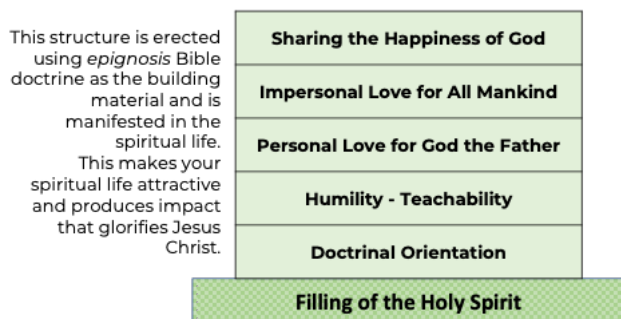 This structure is erected
using epignosis Bible
doctrine as the building
material and is
manifested in the
spiritual life.
This makes your
spiritual life attractive
and produces impact
that glorifies Jesus
Christ.
Sharing the Happiness of God
Impersonal Love for All Mankind
Personal Love for God the Father
Humility - Teachability
Doctrinal Orientation
Filling of the Holy Spirit